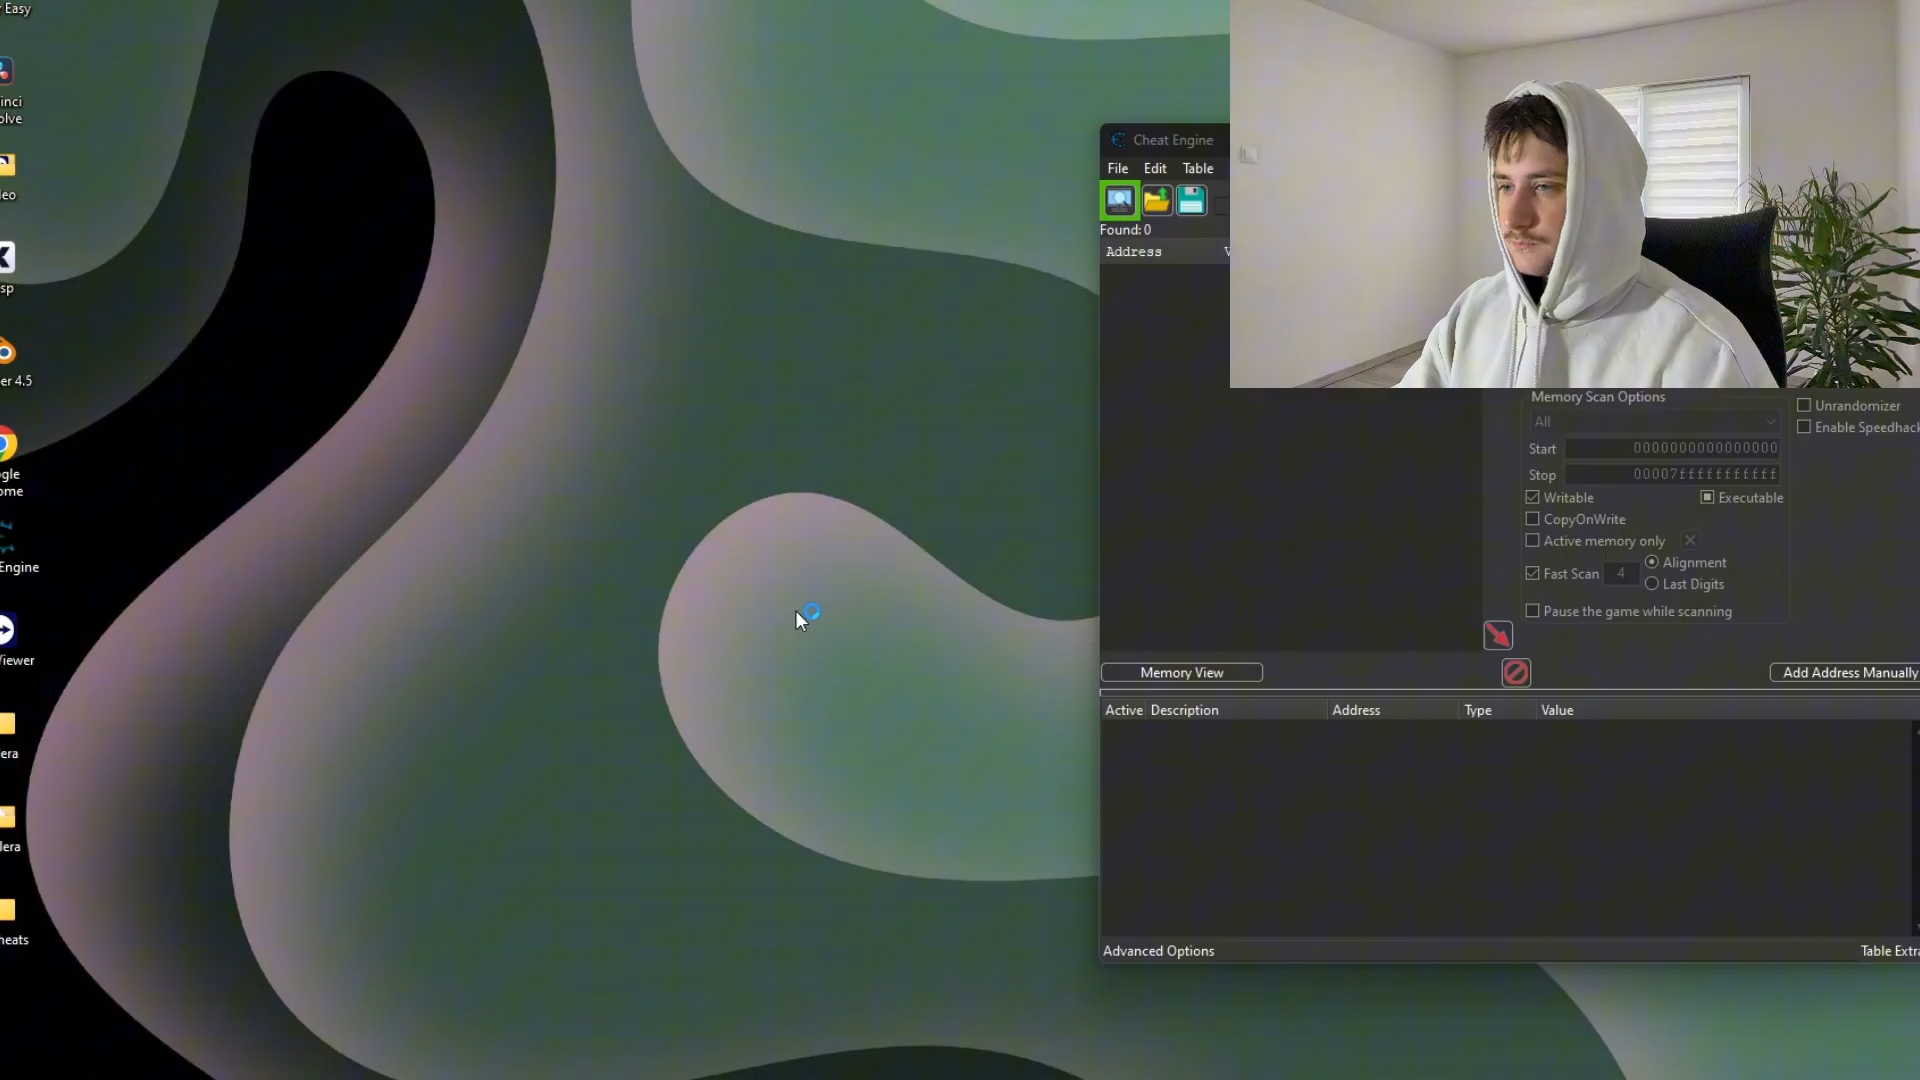 Easy
inci
olve
eo
sp
er 4.5
gle
ome
Engine
iewer
era
lera
heats
Cheat Engine
File Edit Table
Found: 0
Address V
Memory Scan Options
All
Unrandomizer
Enable Speedhack
Start 0000000000000000
Stop 00007fffffffffff
Writable Executable
CopyOnWrite
Active memory only
Alignment
Fast Scan 4
Last Digits
Pause the game while scanning
Memory View
Add Address Manually
Active Description Address Type Value
Advanced Options
Table Extra